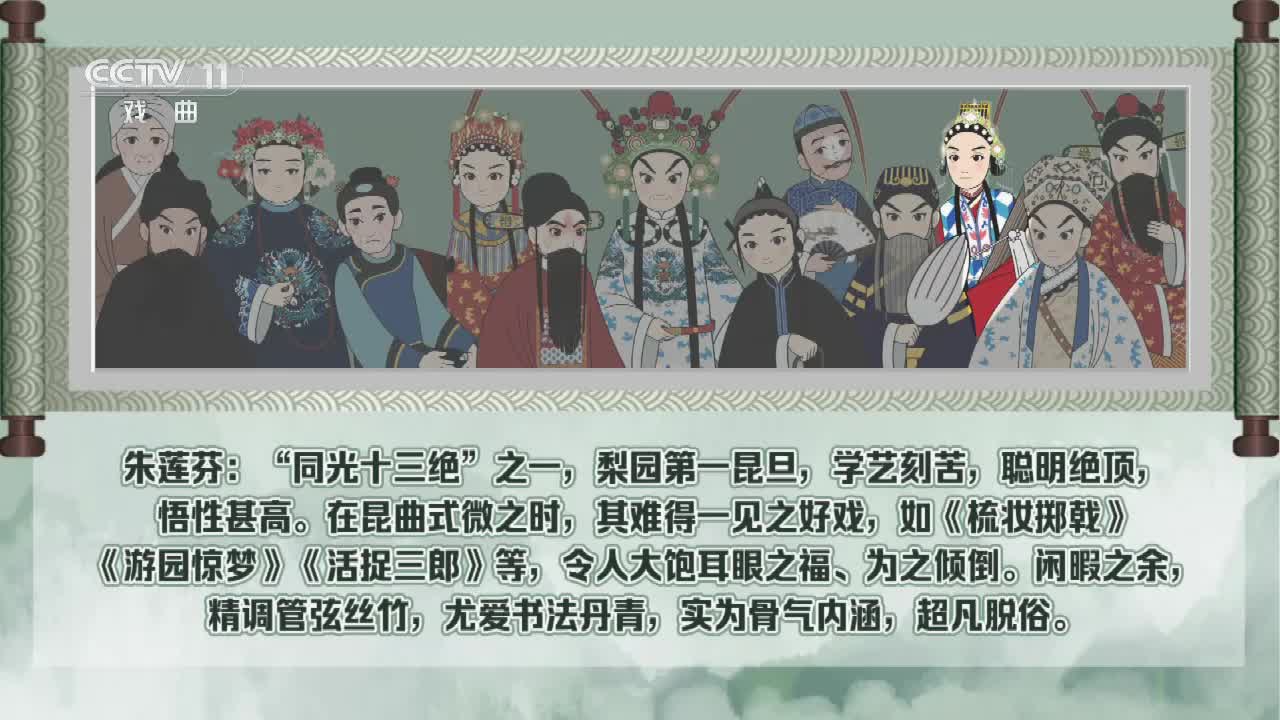 CCTV 11
戏曲
朱莲芬：“同光十三绝”之一，梨园第一昆旦，学艺刻苦，聪明绝顶，
悟性甚高。在昆曲式微之时，其难得一见之好戏，如《梳妆掷戟》
《游园惊梦》《活捉三郎》等，令人大饱耳眼之福、为之倾倒。闲暇之余，
精调管弦丝竹，尤爱书法丹青，实为骨气内涵，超凡脱俗。